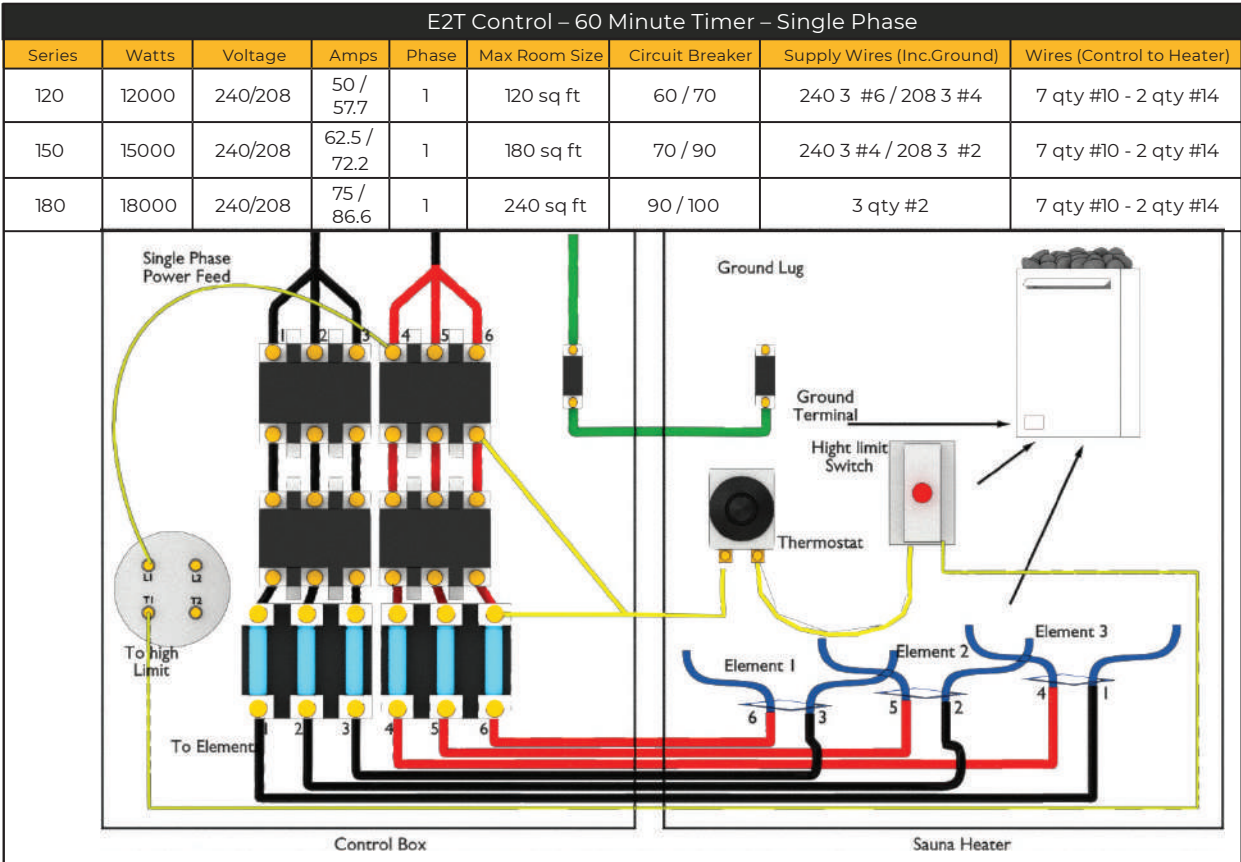 E2T Control – 60 Minute Timer – Single Phase
Series Watts Voltage Amps Phase Max Room Size Circuit Breaker Supply Wires (Inc.Ground) Wires (Control to Heater)
120 12000 240/208 50 / 57.7 1 120 sq ft 60 / 70 240 3 #6 / 208 3 #4 7 qty #10 - 2 qty #14
150 15000 240/208 62.5 / 72.2 1 180 sq ft 70 / 90 240 3 #4 / 208 3 #2 7 qty #10 - 2 qty #14
180 18000 240/208 75 / 86.6 1 240 sq ft 90 / 100 3 qty #2 7 qty #10 - 2 qty #14
Single Phase
Power Feed
1 2 3 4 5 6
Ground Lug
Ground
Terminal
Hight limit
Switch
Thermostat
L1 L2
T1 T2
To high
Limit
Element 1
Element 2
Element 3
6 3 5 2 4 1
1 2 3 4 5 6
To Element
Control Box
Sauna Heater